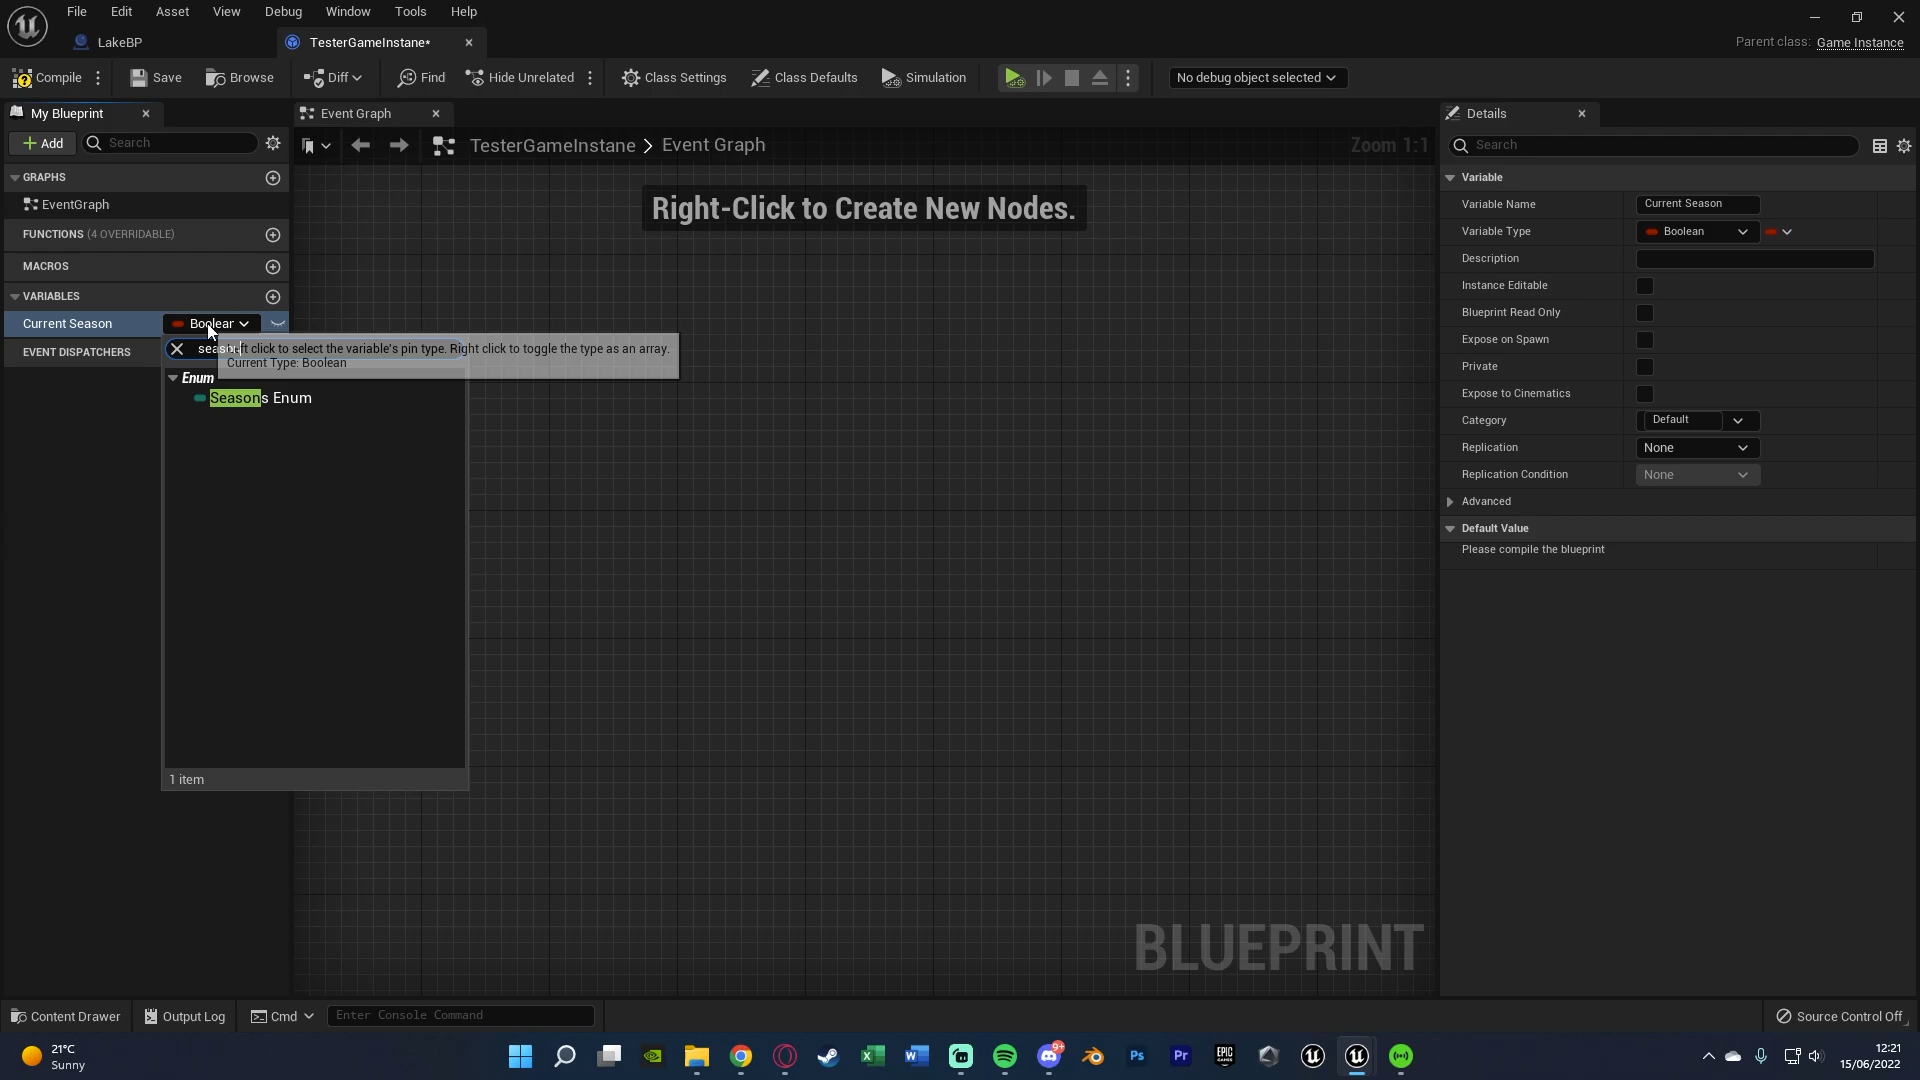 File Edit Asset View Debug Window Tools Help
LakeBP
TesterGameInstane*
Parent class: Game Instance
Compile Save Browse Diff Find Hide Unrelated Class Settings Class Defaults Simulation No debug object selected
My Blueprint
Event Graph
Details
Add Search
TesterGameInstane > Event Graph
Zoom 1:1
Search
GRAPHS
EventGraph
FUNCTIONS (4 OVERRIDABLE)
MACROS
VARIABLES
Current Season Boolean
EVENT DISPATCHERS
ft click to select the variable's pin type. Right click to toggle the type as an array.
Current Type: Boolean
Enum
Seasons Enum
1 item
Right-Click to Create New Nodes.
BLUEPRINT
Variable
Variable Name Current Season
Variable Type Boolean
Description
Instance Editable
Blueprint Read Only
Expose on Spawn
Private
Expose to Cinematics
Category Default
Replication None
Replication Condition None
Advanced
Default Value
Please compile the blueprint
Content Drawer Output Log Cmd Enter Console Command Source Control Off
21°C
Sunny
9+
Ps
Pr
EPIC GAMES
12:21
15/06/2022